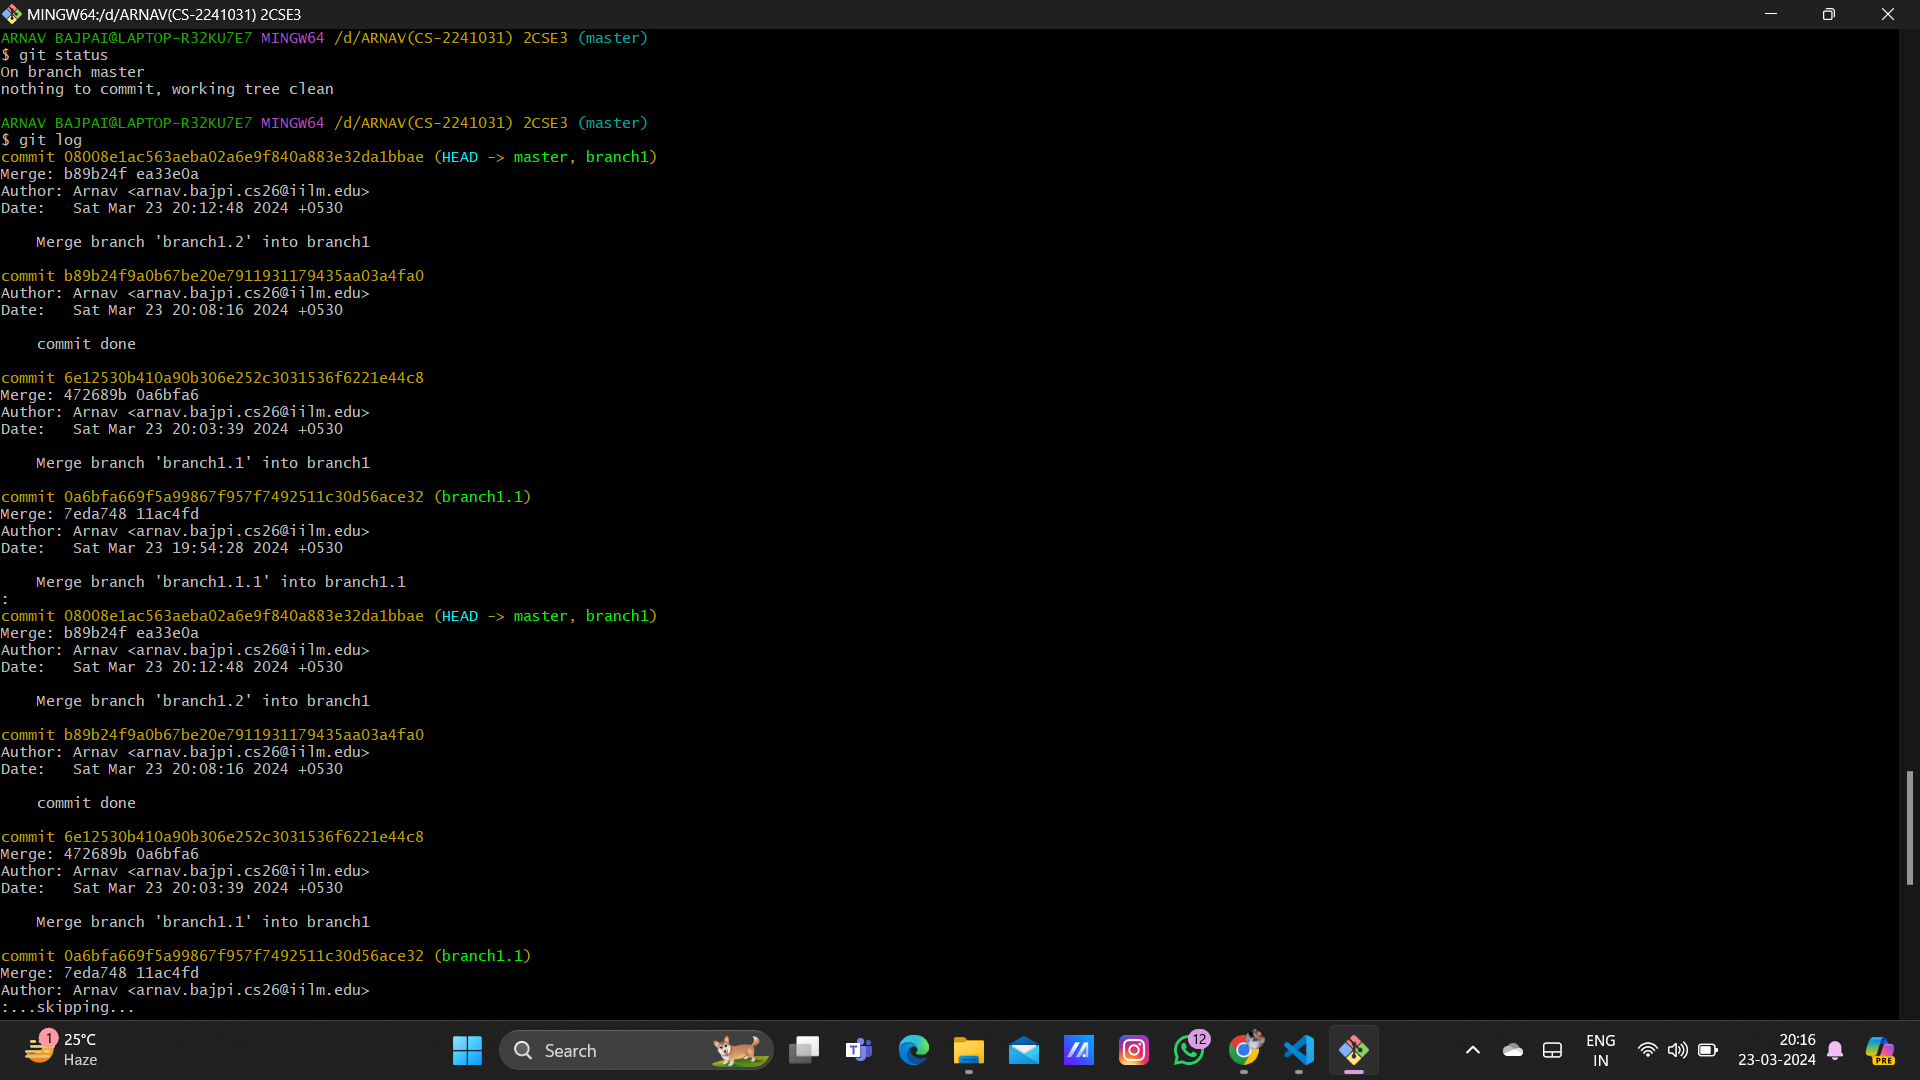 MINGW64:/d/ARNAV(CS-2241031) 2CSE3
ARNAV BAJPAI@LAPTOP-R32KU7E7 MINGW64 /d/ARNAV(CS-2241031) 2CSE3 (master)
$ git status
On branch master
nothing to commit, working tree clean
ARNAV BAJPAI@LAPTOP-R32KU7E7 MINGW64 /d/ARNAV(CS-2241031) 2CSE3 (master)
$ git log
commit 08008e1ac563aeba02a6e9f840a883e32da1bbae (HEAD -> master, branch1)
Merge: b89b24f ea33e0a
Author: Arnav <arnav.bajpi.cs26@iilm.edu>
Date:   Sat Mar 23 20:12:48 2024 +0530
Merge branch 'branch1.2' into branch1
commit b89b24f9a0b67be20e7911931179435aa03a4fa0
Author: Arnav <arnav.bajpi.cs26@iilm.edu>
Date:   Sat Mar 23 20:08:16 2024 +0530
commit done
commit 6e12530b410a90b306e252c3031536f6221e44c8
Merge: 472689b 0a6bfa6
Author: Arnav <arnav.bajpi.cs26@iilm.edu>
Date:   Sat Mar 23 20:03:39 2024 +0530
Merge branch 'branch1.1' into branch1
commit 0a6bfa669f5a99867f957f7492511c30d56ace32 (branch1.1)
Merge: 7eda748 11ac4fd
Author: Arnav <arnav.bajpi.cs26@iilm.edu>
Date:   Sat Mar 23 19:54:28 2024 +0530
Merge branch 'branch1.1.1' into branch1.1
:
commit 08008e1ac563aeba02a6e9f840a883e32da1bbae (HEAD -> master, branch1)
Merge: b89b24f ea33e0a
Author: Arnav <arnav.bajpi.cs26@iilm.edu>
Date:   Sat Mar 23 20:12:48 2024 +0530
Merge branch 'branch1.2' into branch1
commit b89b24f9a0b67be20e7911931179435aa03a4fa0
Author: Arnav <arnav.bajpi.cs26@iilm.edu>
Date:   Sat Mar 23 20:08:16 2024 +0530
commit done
commit 6e12530b410a90b306e252c3031536f6221e44c8
Merge: 472689b 0a6bfa6
Author: Arnav <arnav.bajpi.cs26@iilm.edu>
Date:   Sat Mar 23 20:03:39 2024 +0530
Merge branch 'branch1.1' into branch1
commit 0a6bfa669f5a99867f957f7492511c30d56ace32 (branch1.1)
Merge: 7eda748 11ac4fd
Author: Arnav <arnav.bajpi.cs26@iilm.edu>
:...skipping...
1 25°C
Haze
Search
12
ENG
IN
20:16
23-03-2024
PRE